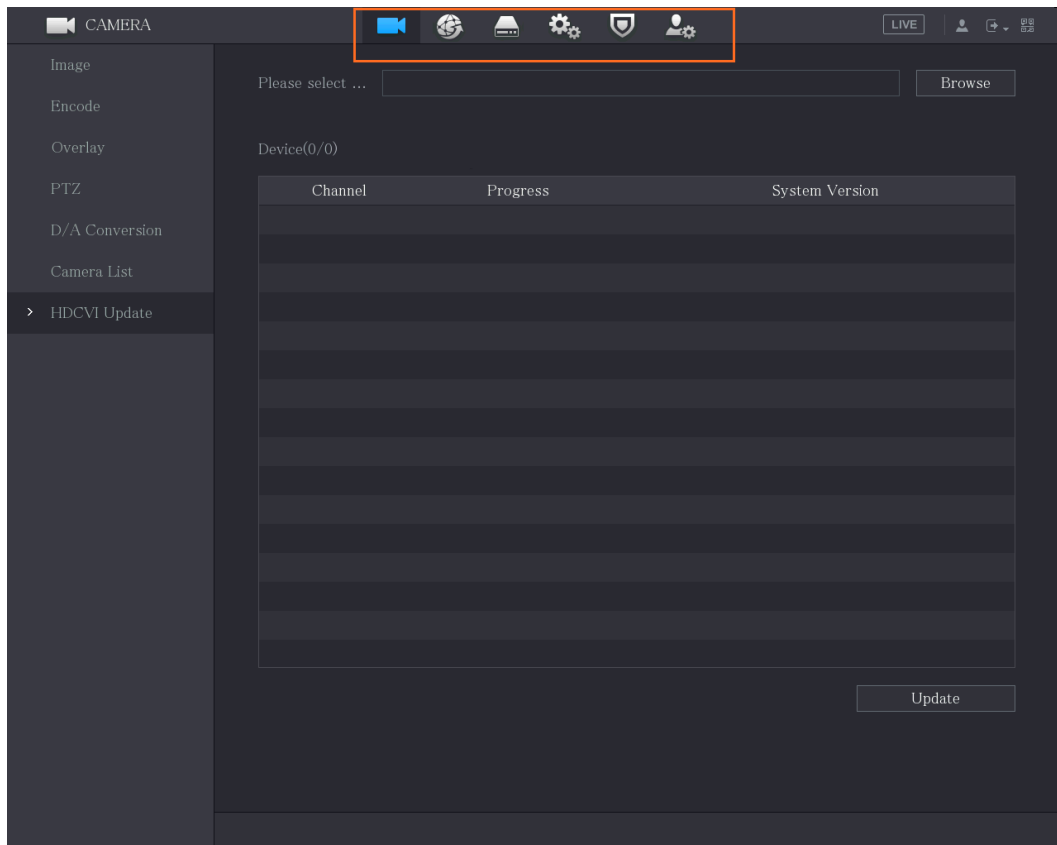 CAMERA
LIVE
Image
Encode
Overlay
PTZ
D/A Conversion
Camera List
HDCVI Update
Please select ...
Browse
Device(0/0)
Channel Progress System Version
Update